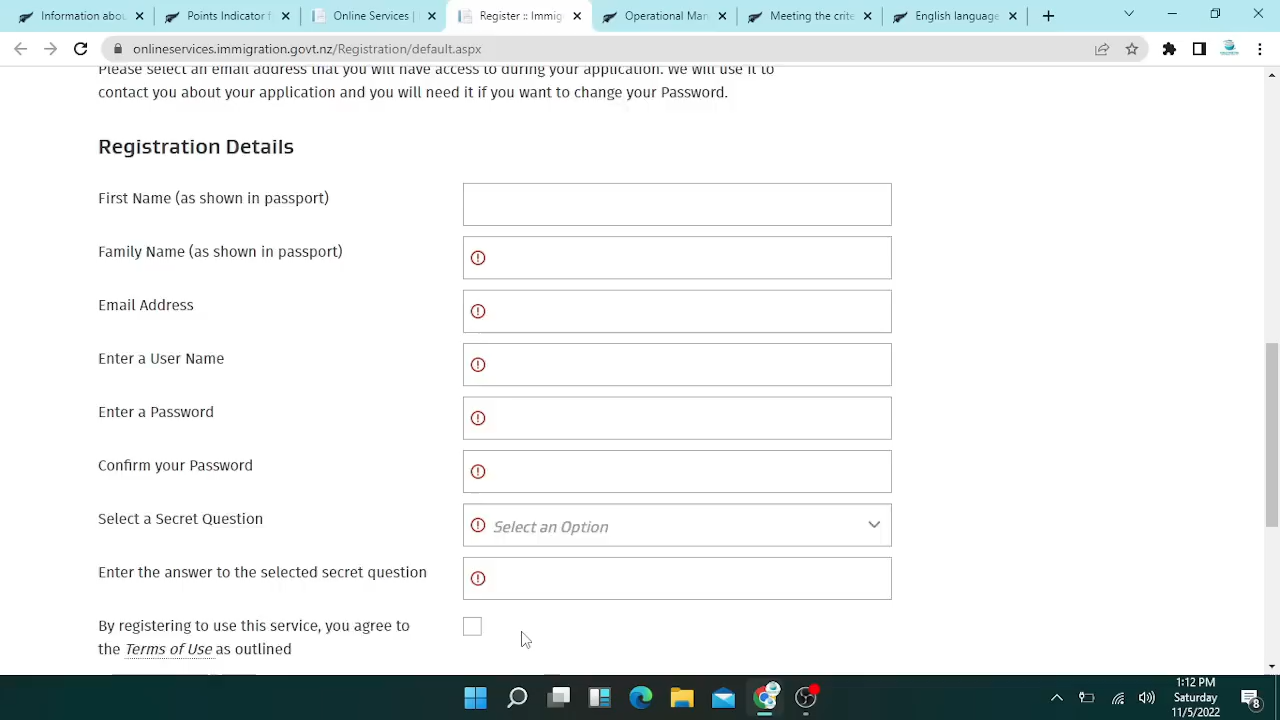 Information abou
Points indicator f
Online Services |
Register :: Immig
Operational Man
Meeting the crite
English language
onlineservices.immigration.govt.nz/Registration/default.aspx
Please select an email address that you will have access to during your application. We will use it to
contact you about your application and you will need it if you want to change your Password.
Registration Details
First Name (as shown in passport)
Family Name (as shown in passport)
Email Address
Enter a User Name
Enter a Password
Confirm your Password
Select a Secret Question
Select an Option
Enter the answer to the selected secret question
By registering to use this service, you agree to
the Terms of Use as outlined
1:12 PM
Saturday
11/5/2022
8